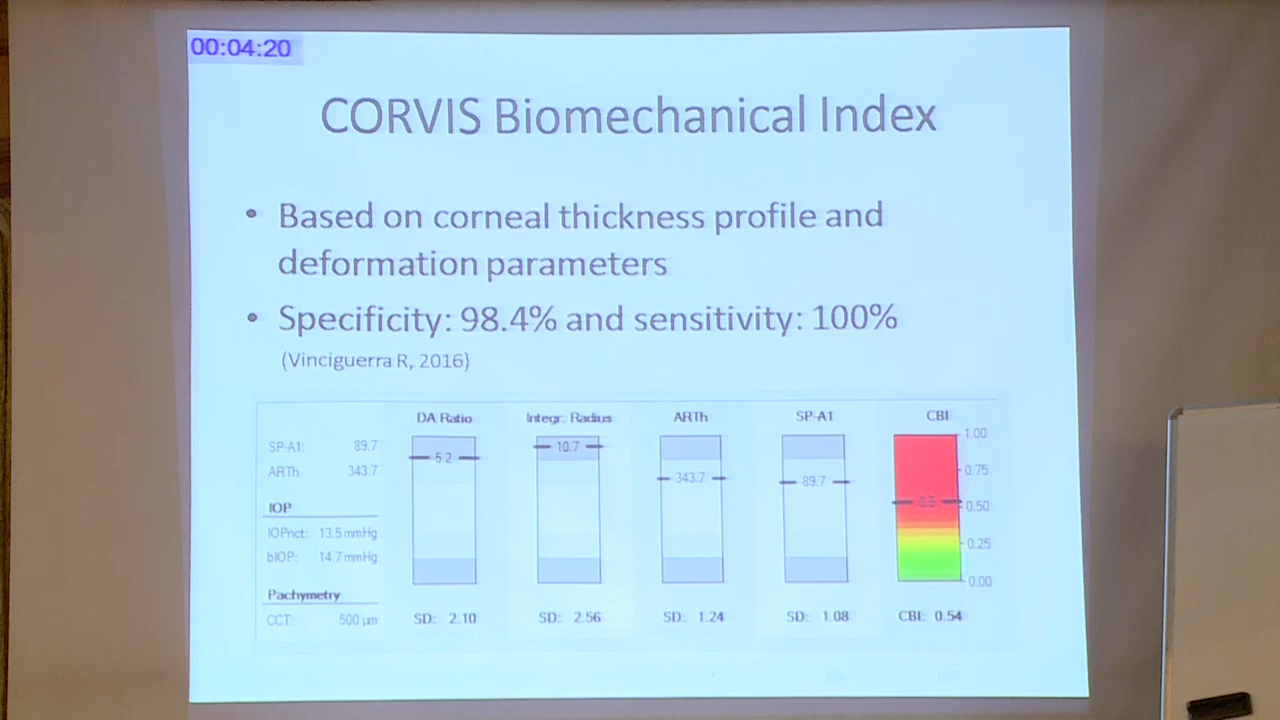 00:04:20
CORVIS Biomechanical Index
• Based on corneal thickness profile and
deformation parameters
• Specificity: 98.4% and sensitivity: 100%
(Vinciguerra R, 2016)
DA Ratio Integr. Radius ARTh SP-A1 CBI
SP-A1: 89.7
ARTh 343.7
IOP
IOPnct: 13.5 mmHg
bIOP: 14.7 mmHg
Pachymetry
CCT: 500 µm
5.2 10.7 343.7 89.7 0.5
1.00
0.75
0.50
0.25
0.00
SD: 2.10 SD: 2.56 SD: 1.24 SD: 1.08 CBI: 0.54